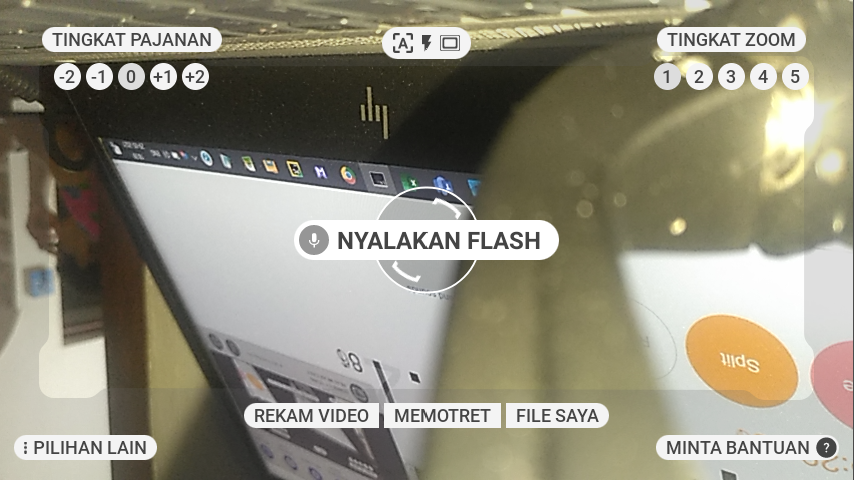 TINGKAT PAJANAN
TINGKAT ZOOM
-2 -1 0 +1 +2
1 2 3 4 5
NYALAKAN FLASH
98
Split
REKAM VIDEO MEMOTRET FILE SAYA
PILIHAN LAIN
MINTA BANTUAN ?